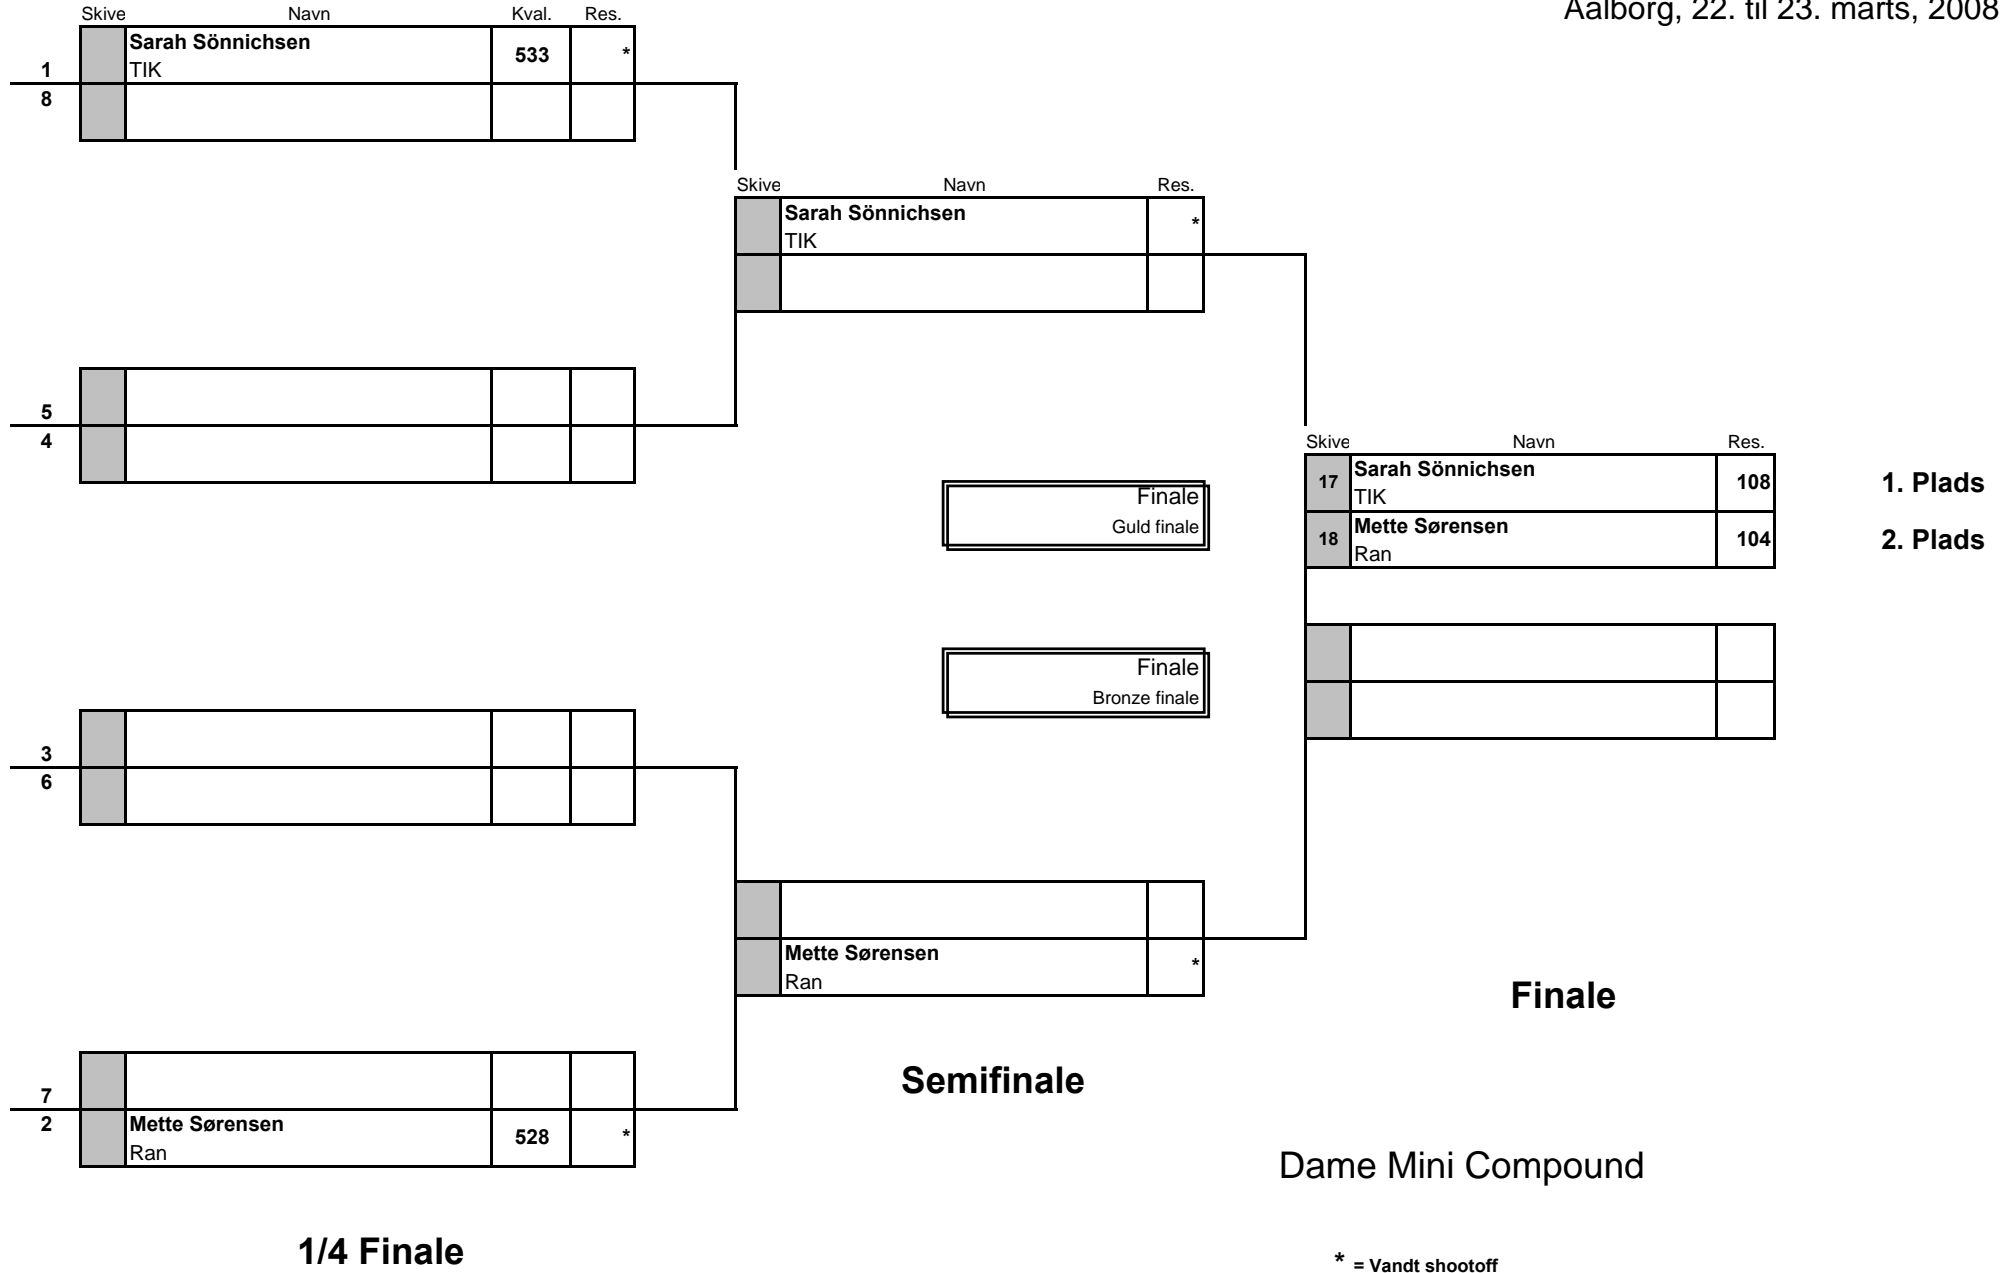 Aalborg, 22. til 23. marts, 2008
Skive Navn Kval. Res.
1 Sarah Sönnichsen 533 *
TIK
8
Skive Navn Res.
Sarah Sönnichsen *
TIK
5
4
Skive Navn Res.
17 Sarah Sönnichsen 108 1. Plads
TIK
18 Mette Sørensen 104 2. Plads
Ran
Finale
Guld finale
Finale
Bronze finale
3
6
Mette Sørensen *
Ran
Finale
Semifinale
7
2 Mette Sørensen 528 *
Ran
Dame Mini Compound
1/4 Finale
* = Vandt shootoff